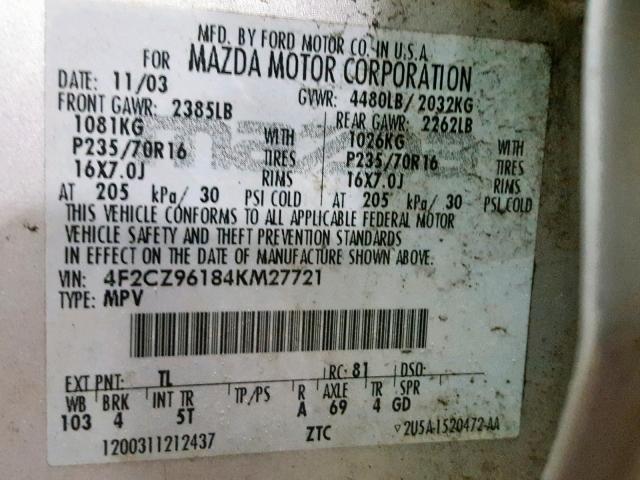 MFD. BY FORD MOTOR CO. IN U.S.A.
FOR MAZDA MOTOR CORPORATION
DATE: 11/03 GVWR: 4480LB/ 2032KG
FRONT GAWR: 2385LB REAR GAWR: 2262LB
1081KG WITH 1026KG WITH
P235/70R16 TIRES P235/70R16 TIRES
16X7.0J RIMS 16X7.0J RIMS
AT 205 kPa/ 30 PSI COLD AT 205 kPa/ 30 PSI COLD
THIS VEHICLE CONFORMS TO ALL APPLICABLE FEDERAL MOTOR
VEHICLE SAFETY AND THEFT PREVENTION STANDARDS
IN EFFECT ON THE DATE OF MANUFACTURE SHOWN ABOVE.
VIN: 4F2CZ96184KM27721
TYPE: MPV
EXT PNT: TL RC: 81 DSO:
WB BRK INT TR TP/PS R AXLE TR SPR
103 4 5T A 69 4 GD
1200311212437 ZTC ▽2U5A-1520472-AA